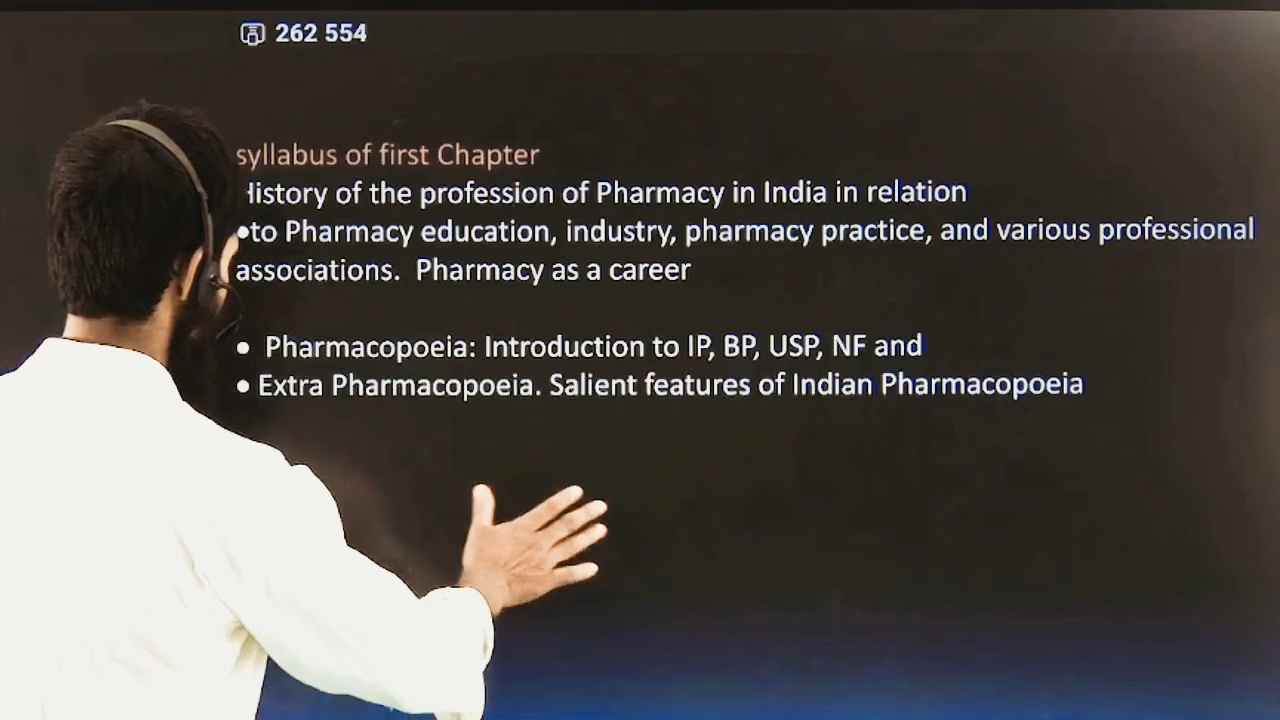 262 554
syllabus of first Chapter
History of the profession of Pharmacy in India in relation
•to Pharmacy education, industry, pharmacy practice, and various professional
associations. Pharmacy as a career
• Pharmacopoeia: Introduction to IP, BP, USP, NF and
• Extra Pharmacopoeia. Salient features of Indian Pharmacopoeia